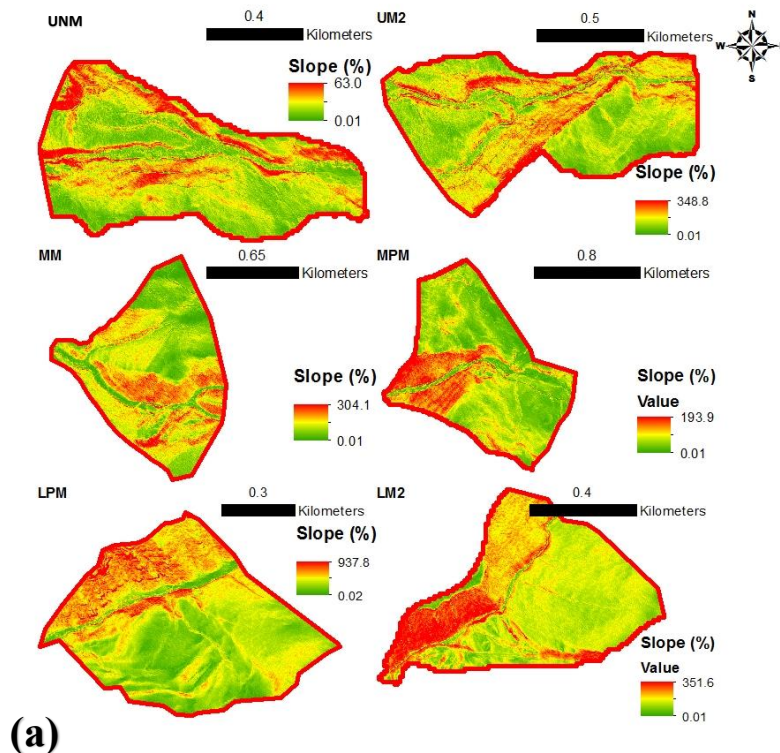 UNM
0.4
Kilometers
Slope (%)
63.0
0.01
UM2
0.5
Kilometers
N
W
S
Slope (%)
348.8
0.01
MM
0.65
Kilometers
Slope (%)
304.1
0.01
MPM
0.8
Kilometers
Slope (%)
Value
193.9
0.01
LPM
0.3
Kilometers
Slope (%)
937.8
0.02
LM2
0.4
Kilometers
Slope (%)
Value
351.6
0.01
(a)